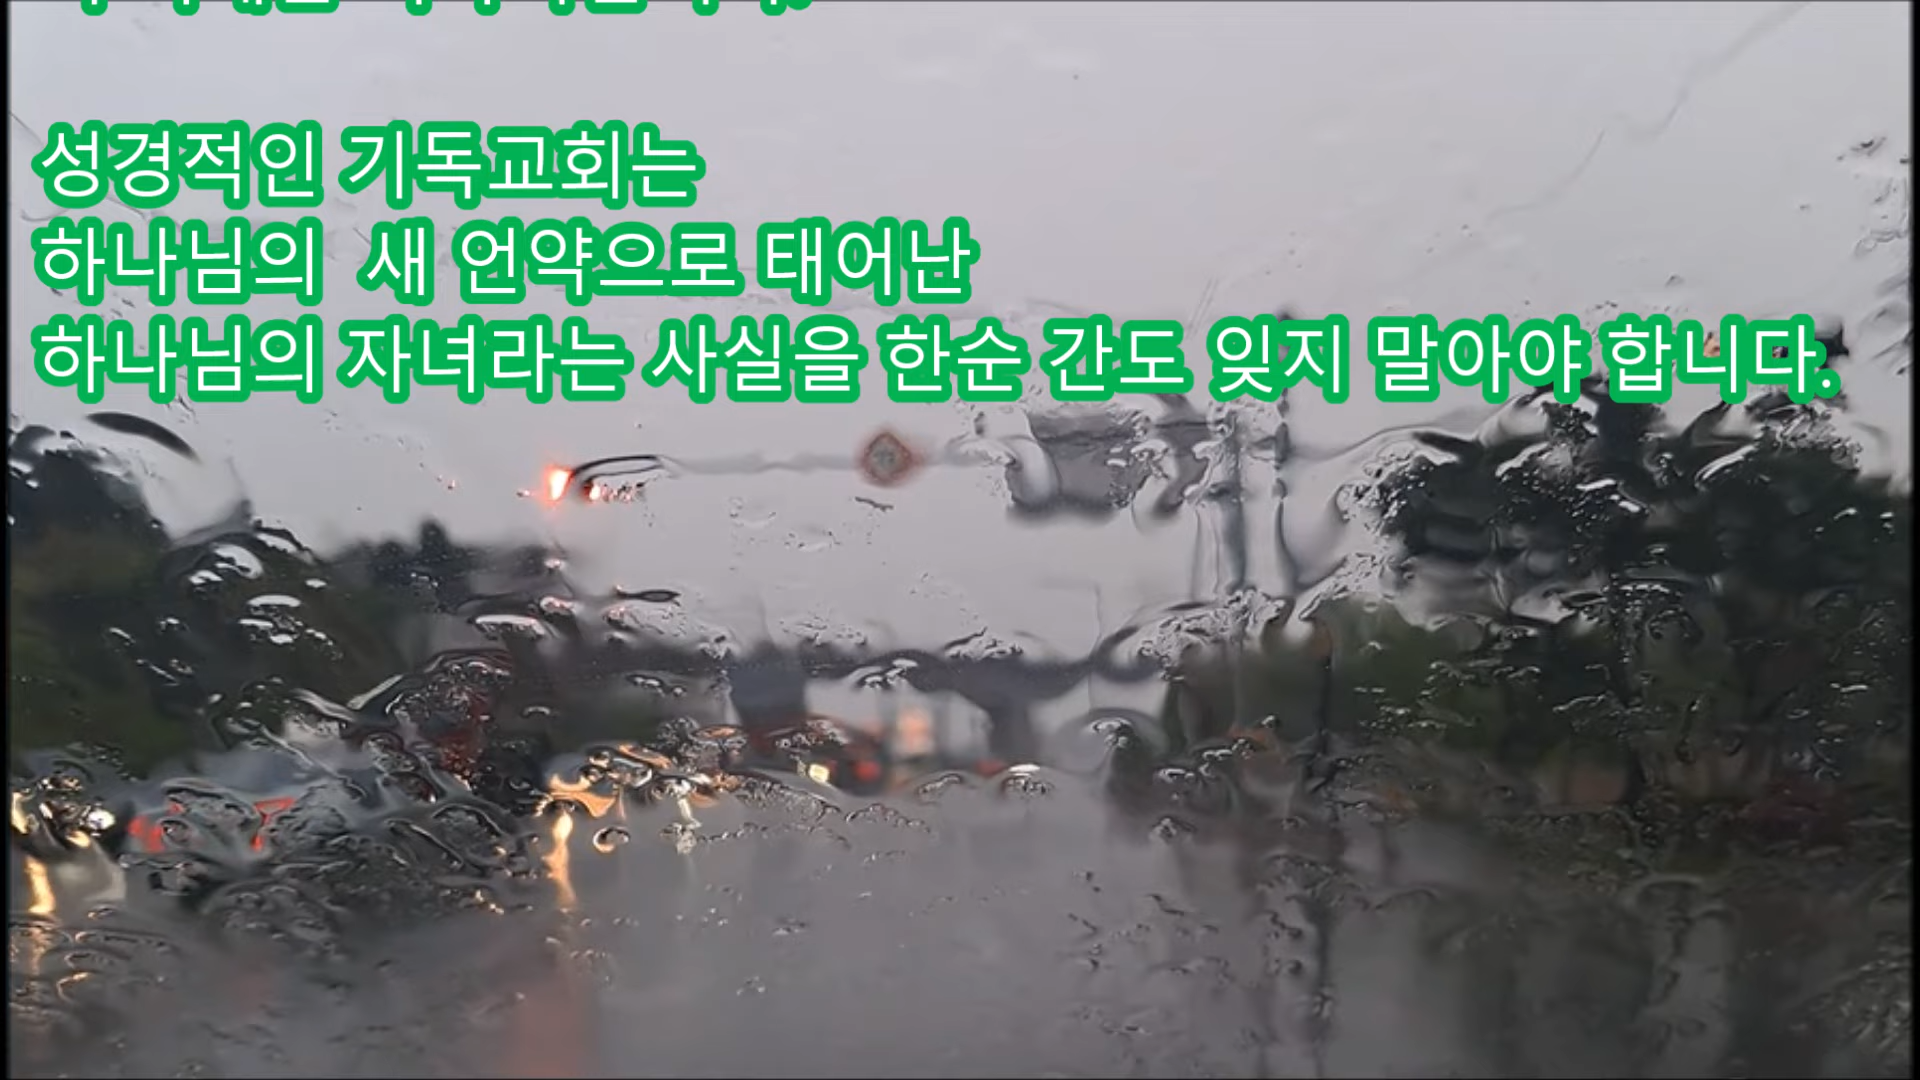 성경적인 기독교회는
하나님의 새 언약으로 태어난
하나님의 자녀라는 사실을 한순 간도 잊지 말아야 합니다.